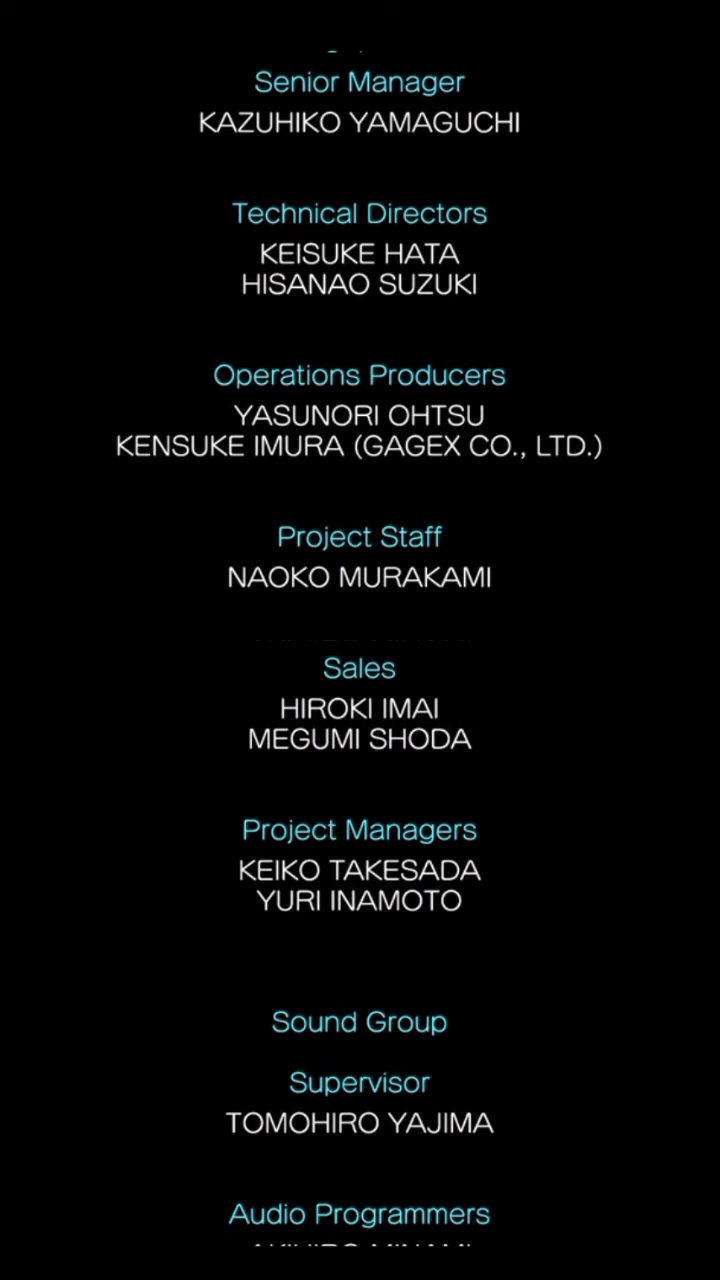 Senior Manager
KAZUHIKO YAMAGUCHI
Technical Directors
KEISUKE HATA
HISANAO SUZUKI
Operations Producers
YASUNORI OHTSU
KENSUKE IMURA (GAGEX CO., LTD.)
Project Staff
NAOKO MURAKAMI
Sales
HIROKI IMAI
MEGUMI SHODA
Project Managers
KEIKO TAKESADA
YURI INAMOTO
Sound Group
Supervisor
TOMOHIRO YAJIMA
Audio Programmers